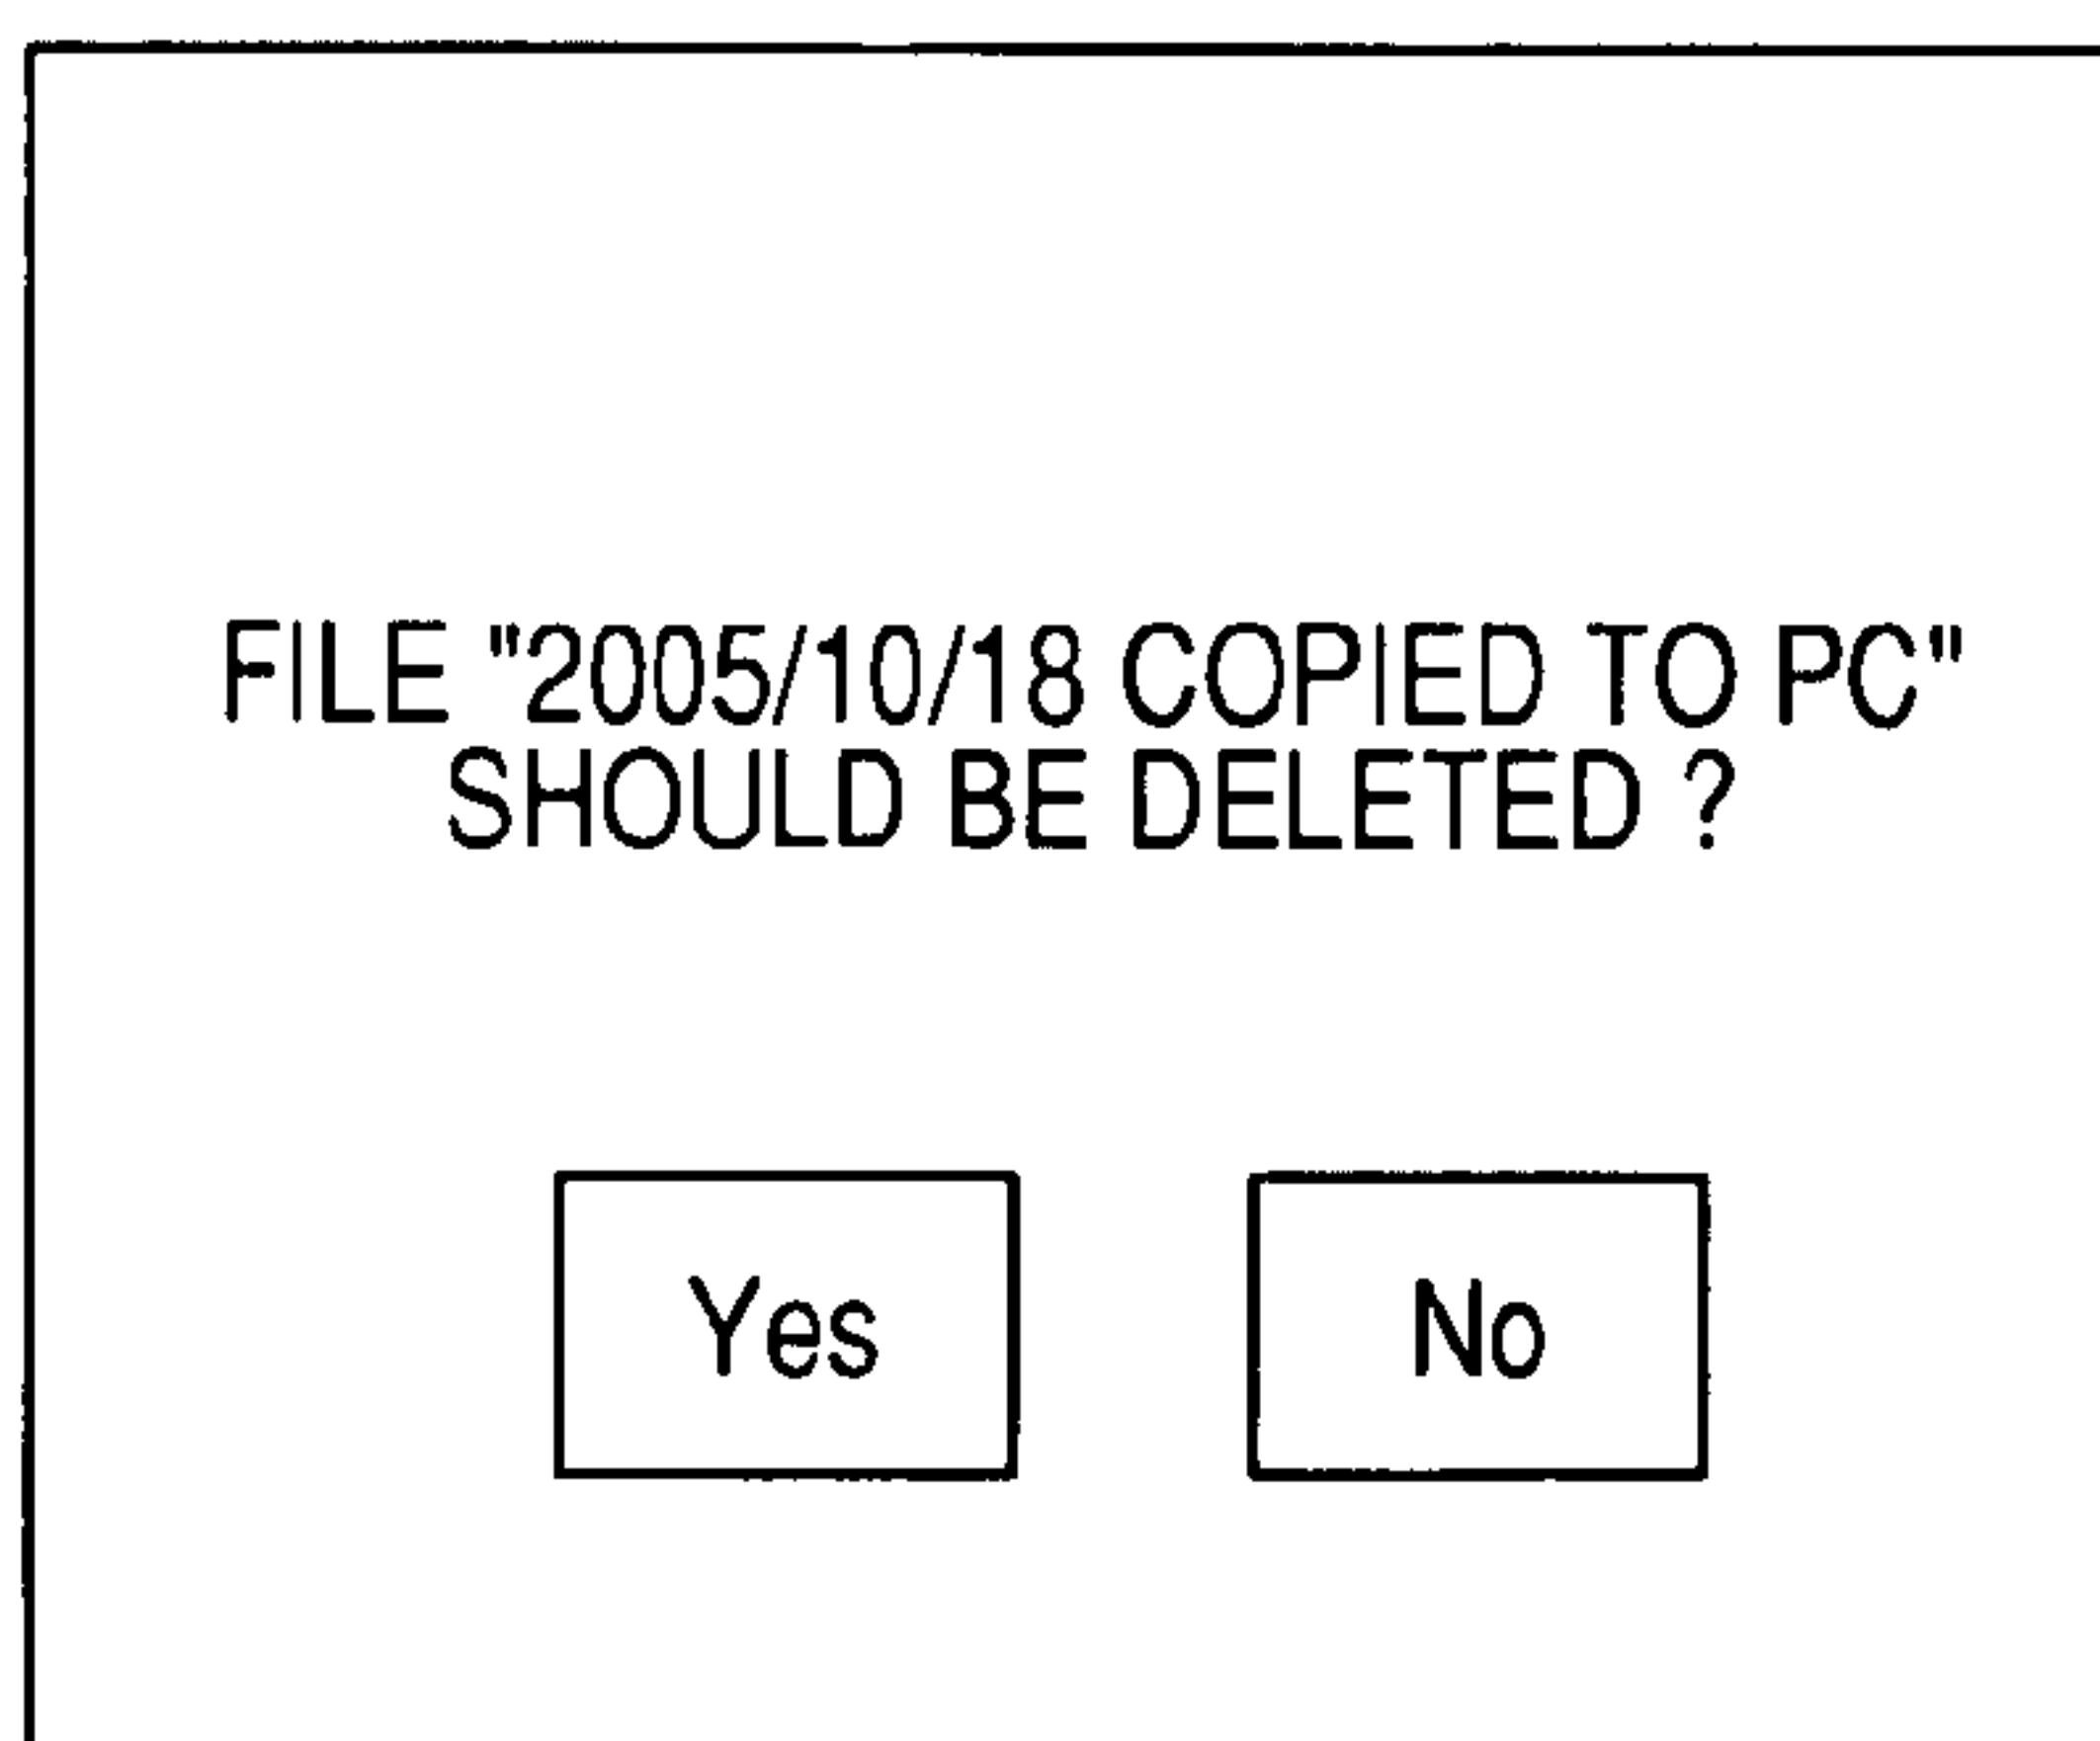 FILE "2005/10/18 COPIED TO PC"
SHOULD BE DELETED ?
Yes
No